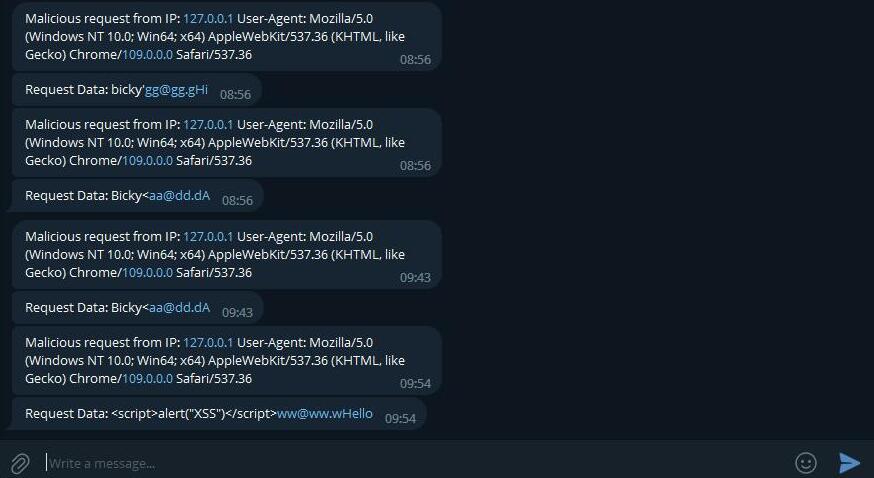 Malicious request from IP: 127.0.0.1 User-Agent: Mozilla/5.0
(Windows NT 10.0; Win64; x64) AppleWebKit/537.36 (KHTML, like
Gecko) Chrome/109.0.0.0 Safari/537.36
08:56
Request Data: bicky'gg@gg.gHi 08:56
Malicious request from IP: 127.0.0.1 User-Agent: Mozilla/5.0
(Windows NT 10.0; Win64; x64) AppleWebKit/537.36 (KHTML, like
Gecko) Chrome/109.0.0.0 Safari/537.36
08:56
Request Data: Bicky<aa@dd.dA 08:56
Malicious request from IP: 127.0.0.1 User-Agent: Mozilla/5.0
(Windows NT 10.0; Win64; x64) AppleWebKit/537.36 (KHTML, like
Gecko) Chrome/109.0.0.0 Safari/537.36
09:43
Request Data: Bicky<aa@dd.dA 09:43
Malicious request from IP: 127.0.0.1 User-Agent: Mozilla/5.0
(Windows NT 10.0; Win64; x64) AppleWebKit/537.36 (KHTML, like
Gecko) Chrome/109.0.0.0 Safari/537.36
09:54
Request Data: <script>alert("XSS")</script>ww@ww.wHello 09:54
Write a message...